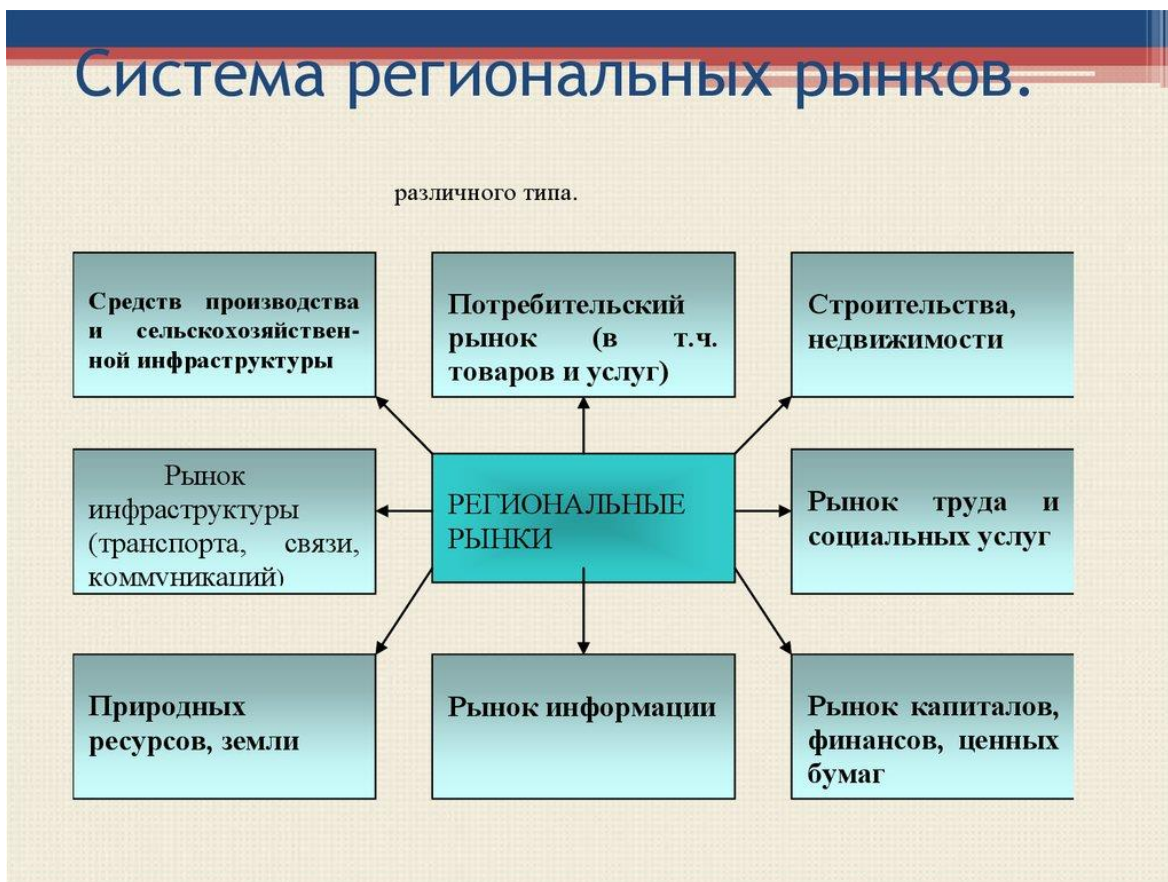 Система региональных рынков.
различного типа.
Средств производства
и сельскохозяйствен-
ной инфраструктуры
Потребительский
рынок (в т.ч.
товаров и услуг)
Строительства,
недвижимости
Рынок
инфраструктуры
(транспорта, связи,
коммуникаций)
РЕГИОНАЛЬНЫЕ
РЫНКИ
Рынок труда и
социальных услуг
Природных
ресурсов, земли
Рынок информации
Рынок капиталов,
финансов, ценных
бумаг